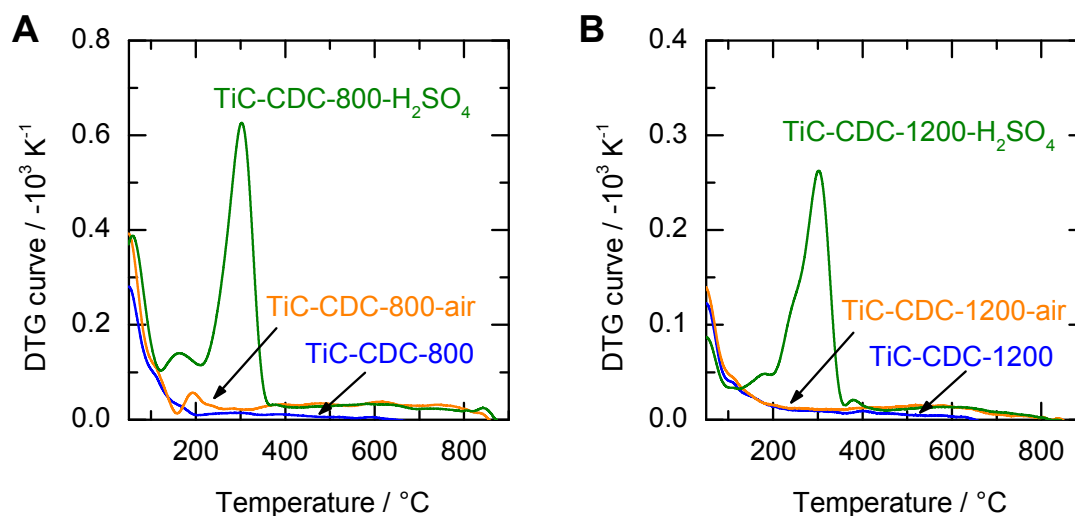 A
0.8
0.6
0.4
0.2
0.0
DTG curve / -10³ K⁻¹
TiC-CDC-800-H₂SO₄
TiC-CDC-800-air
TiC-CDC-800
200 400 600 800
Temperature / °C
B
0.4
0.3
0.2
0.1
0.0
DTG curve / -10³ K⁻¹
TiC-CDC-1200-H₂SO₄
TiC-CDC-1200-air
TiC-CDC-1200
200 400 600 800
Temperature / °C